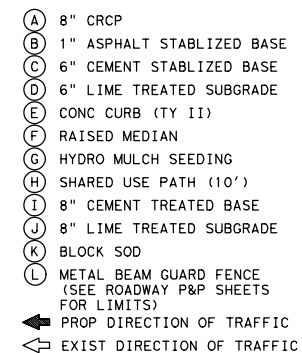 A 8" CRCP
B 1" ASPHALT STABLIZED BASE
C 6" CEMENT STABLIZED BASE
D 6" LIME TREATED SUBGRADE
E CONC CURB (TY II)
F RAISED MEDIAN
G HYDRO MULCH SEEDING
H SHARED USE PATH (10')
I 8" CEMENT TREATED BASE
J 8" LIME TREATED SUBGRADE
K BLOCK SOD
L METAL BEAM GUARD FENCE
(SEE ROADWAY P&P SHEETS
FOR LIMITS)
PROP DIRECTION OF TRAFFIC
EXIST DIRECTION OF TRAFFIC